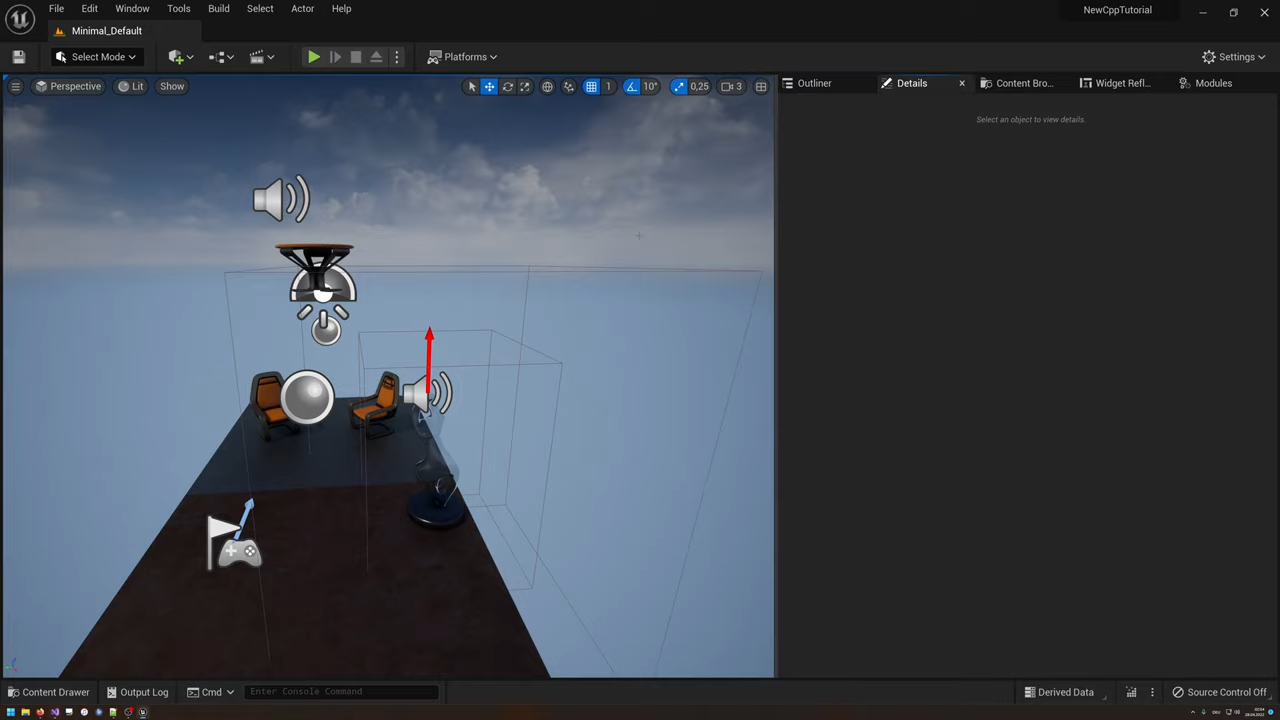 File Edit Window Tools Build Select Actor Help
NewCppTutorial
Minimal_Default
Select Mode
Platforms
Settings
Perspective Lit Show
1 10° 0,25 3
Outliner Details Content Bro... Widget Refl... Modules
Select an object to view details.
Content Drawer Output Log Cmd Enter Console Command Derived Data Source Control Off